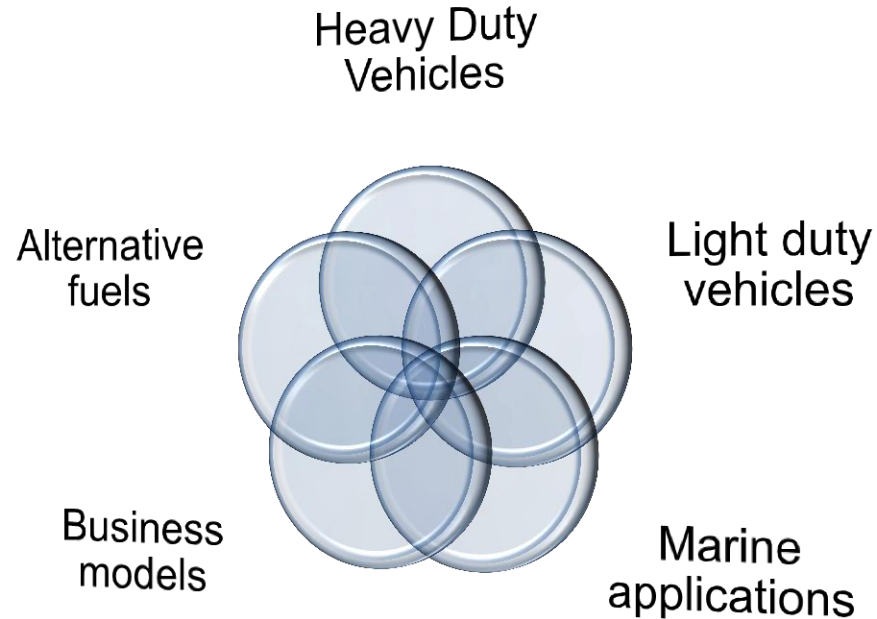 Heavy Duty
Vehicles
Alternative
fuels
Light duty
vehicles
Business
models
Marine
applications